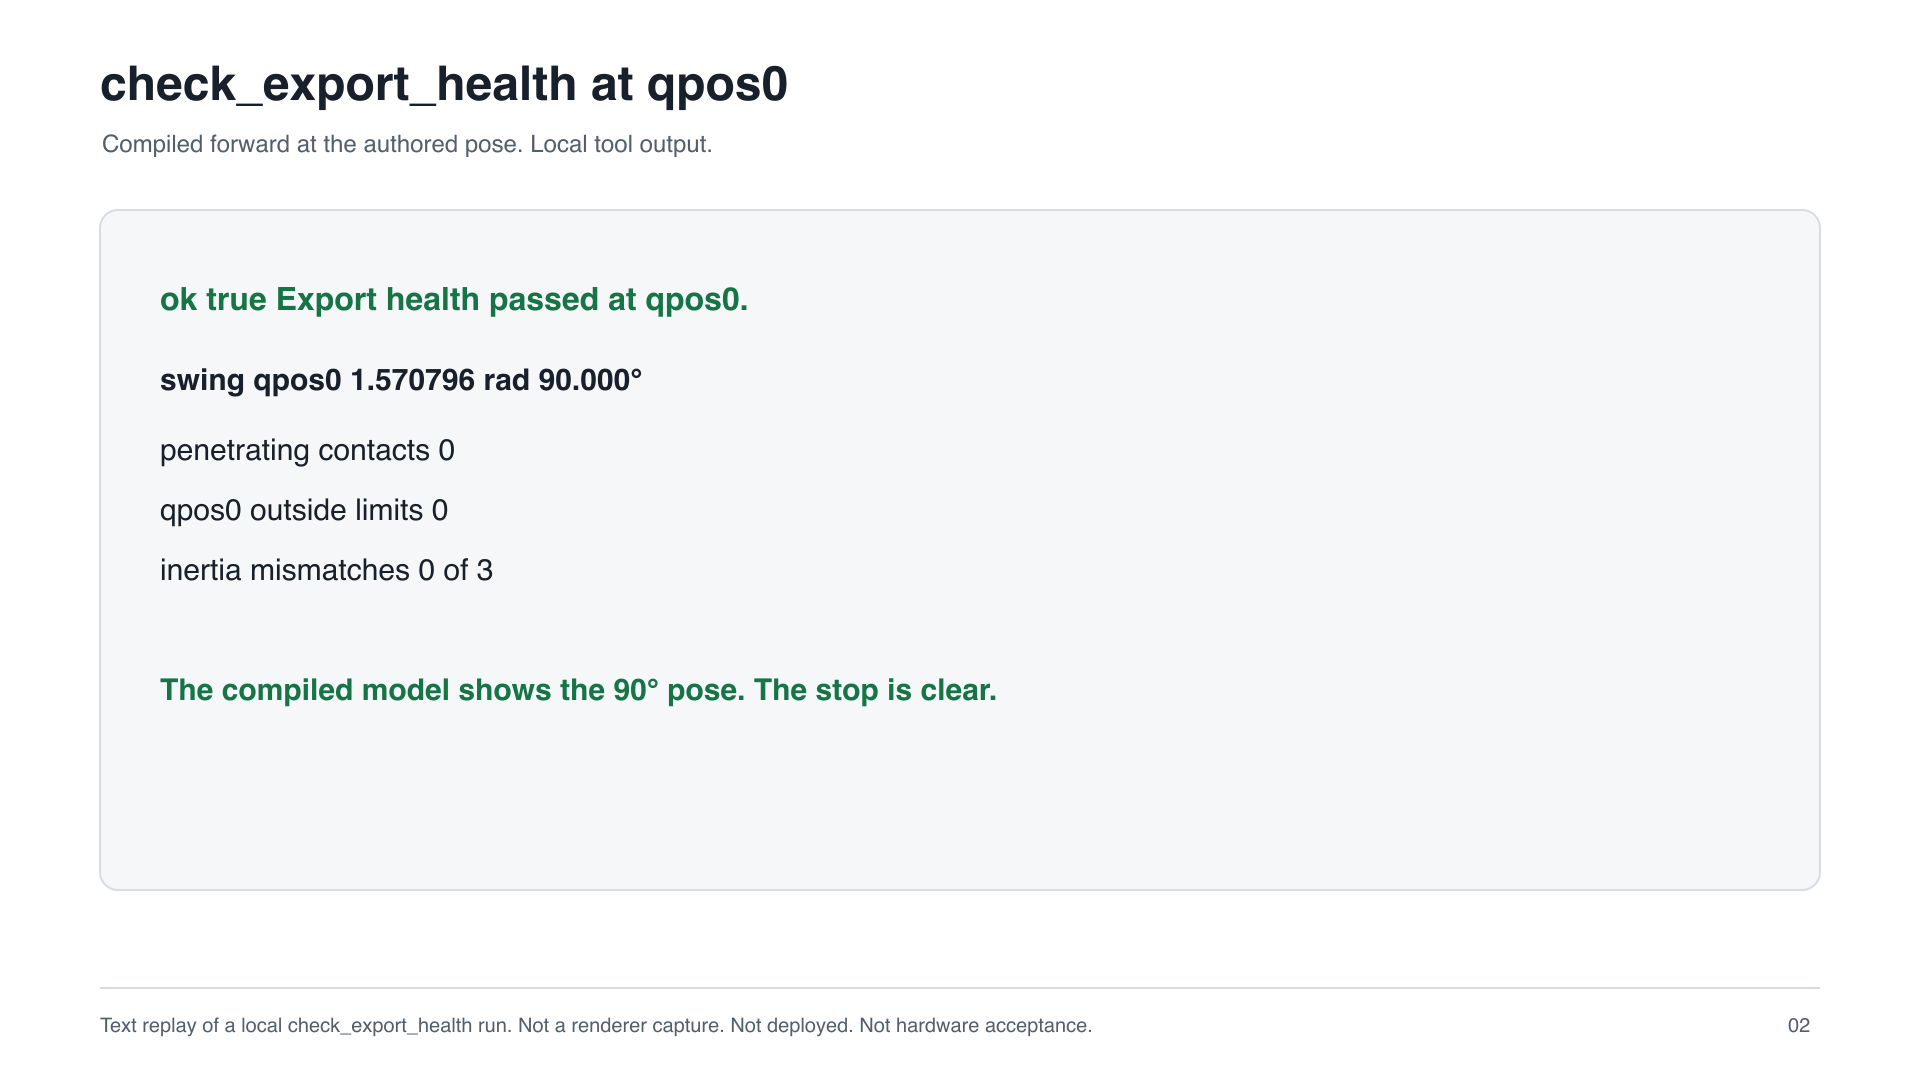 check_export_health at qpos0
Compiled forward at the authored pose. Local tool output.
ok true Export health passed at qpos0.
swing qpos0 1.570796 rad 90.000°
penetrating contacts 0
qpos0 outside limits 0
inertia mismatches 0 of 3
The compiled model shows the 90° pose. The stop is clear.
Text replay of a local check_export_health run. Not a renderer capture. Not deployed. Not hardware acceptance.
02